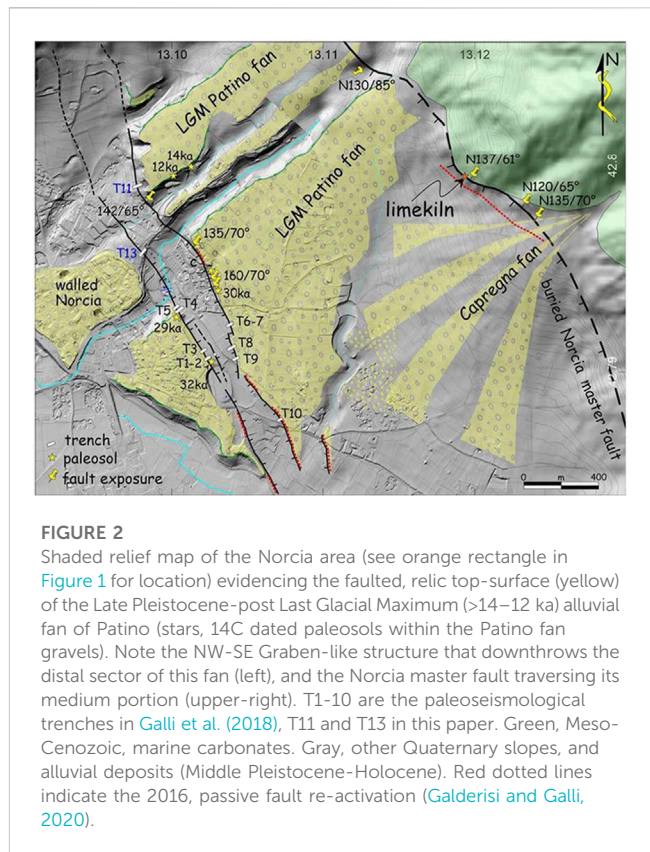 13.10 13.11 13.12
N
LGM Patino fan
N130/85°
14ka
12ka
T11
142/65°
LGM Patino fan
N137/61°
42.8
N120/65°
N135/70°
limekiln
T13
135/70°
c
walled
Norcia
160/70°
30ka
Capregna fan
buried Norcia master fault
T5
T4
29ka
T6-7
T3
T8
T1-2
T9
32ka
T10
trench
paleosol
fault exposure
0 m 400
FIGURE 2
Shaded relief map of the Norcia area (see orange rectangle in
Figure 1 for location) evidencing the faulted, relic top-surface (yellow)
of the Late Pleistocene-post Last Glacial Maximum (>14–12 ka) alluvial
fan of Patino (stars, 14C dated paleosols within the Patino fan
gravels). Note the NW-SE Graben-like structure that downthrows the
distal sector of this fan (left), and the Norcia master fault traversing its
medium portion (upper-right). T1-10 are the paleoseismological
trenches in Galli et al. (2018), T11 and T13 in this paper. Green, Meso-
Cenozoic, marine carbonates. Gray, other Quaternary slopes, and
alluvial deposits (Middle Pleistocene-Holocene). Red dotted lines
indicate the 2016, passive fault re-activation (Galderisi and Galli,
2020).